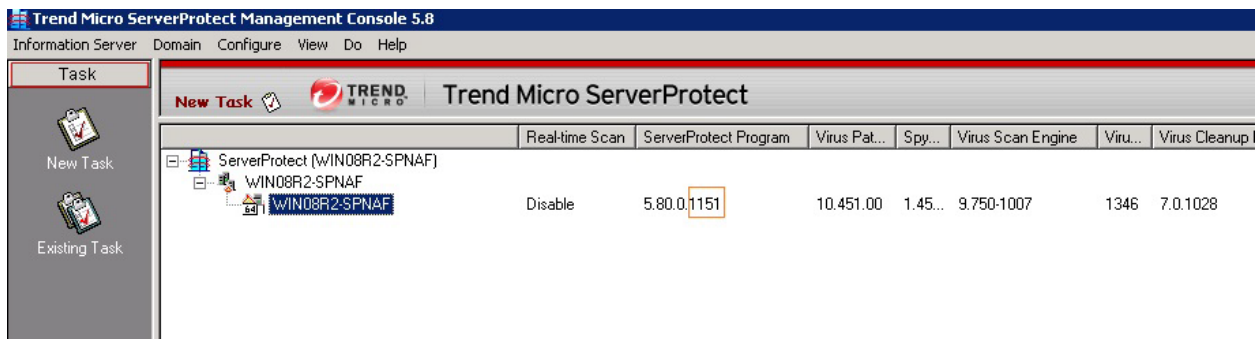 Trend Micro ServerProtect Management Console 5.8
Information Server Domain Configure View Do Help
Task
New Task TREND MICRO Trend Micro ServerProtect
Real-time Scan ServerProtect Program Virus Pat... Spy... Virus Scan Engine Viru... Virus Cleanup
New Task
ServerProtect (WIN08R2-SPNAF)
WIN08R2-SPNAF
64 WIN08R2-SPNAF Disable 5.80.0.1151 10.451.00 1.45... 9.750-1007 1346 7.0.1028
Existing Task